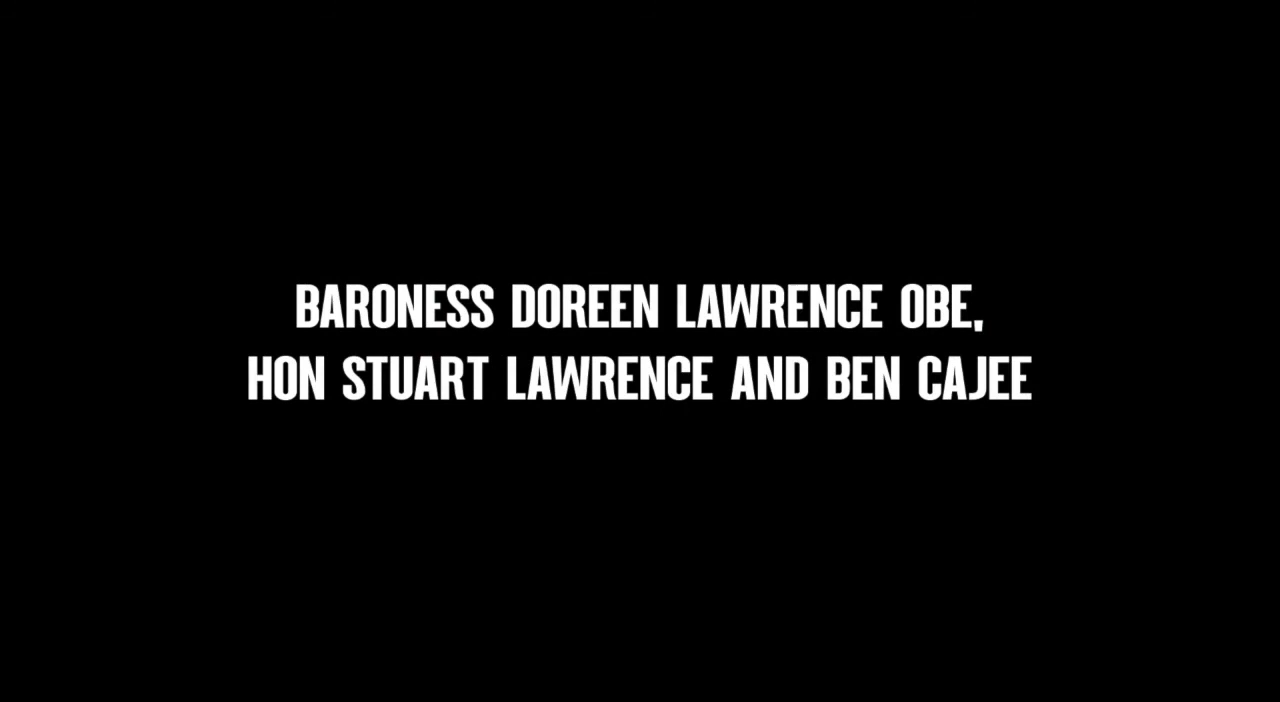 BARONESS DOREEN LAWRENCE OBE,
HON STUART LAWRENCE AND BEN CAJEE